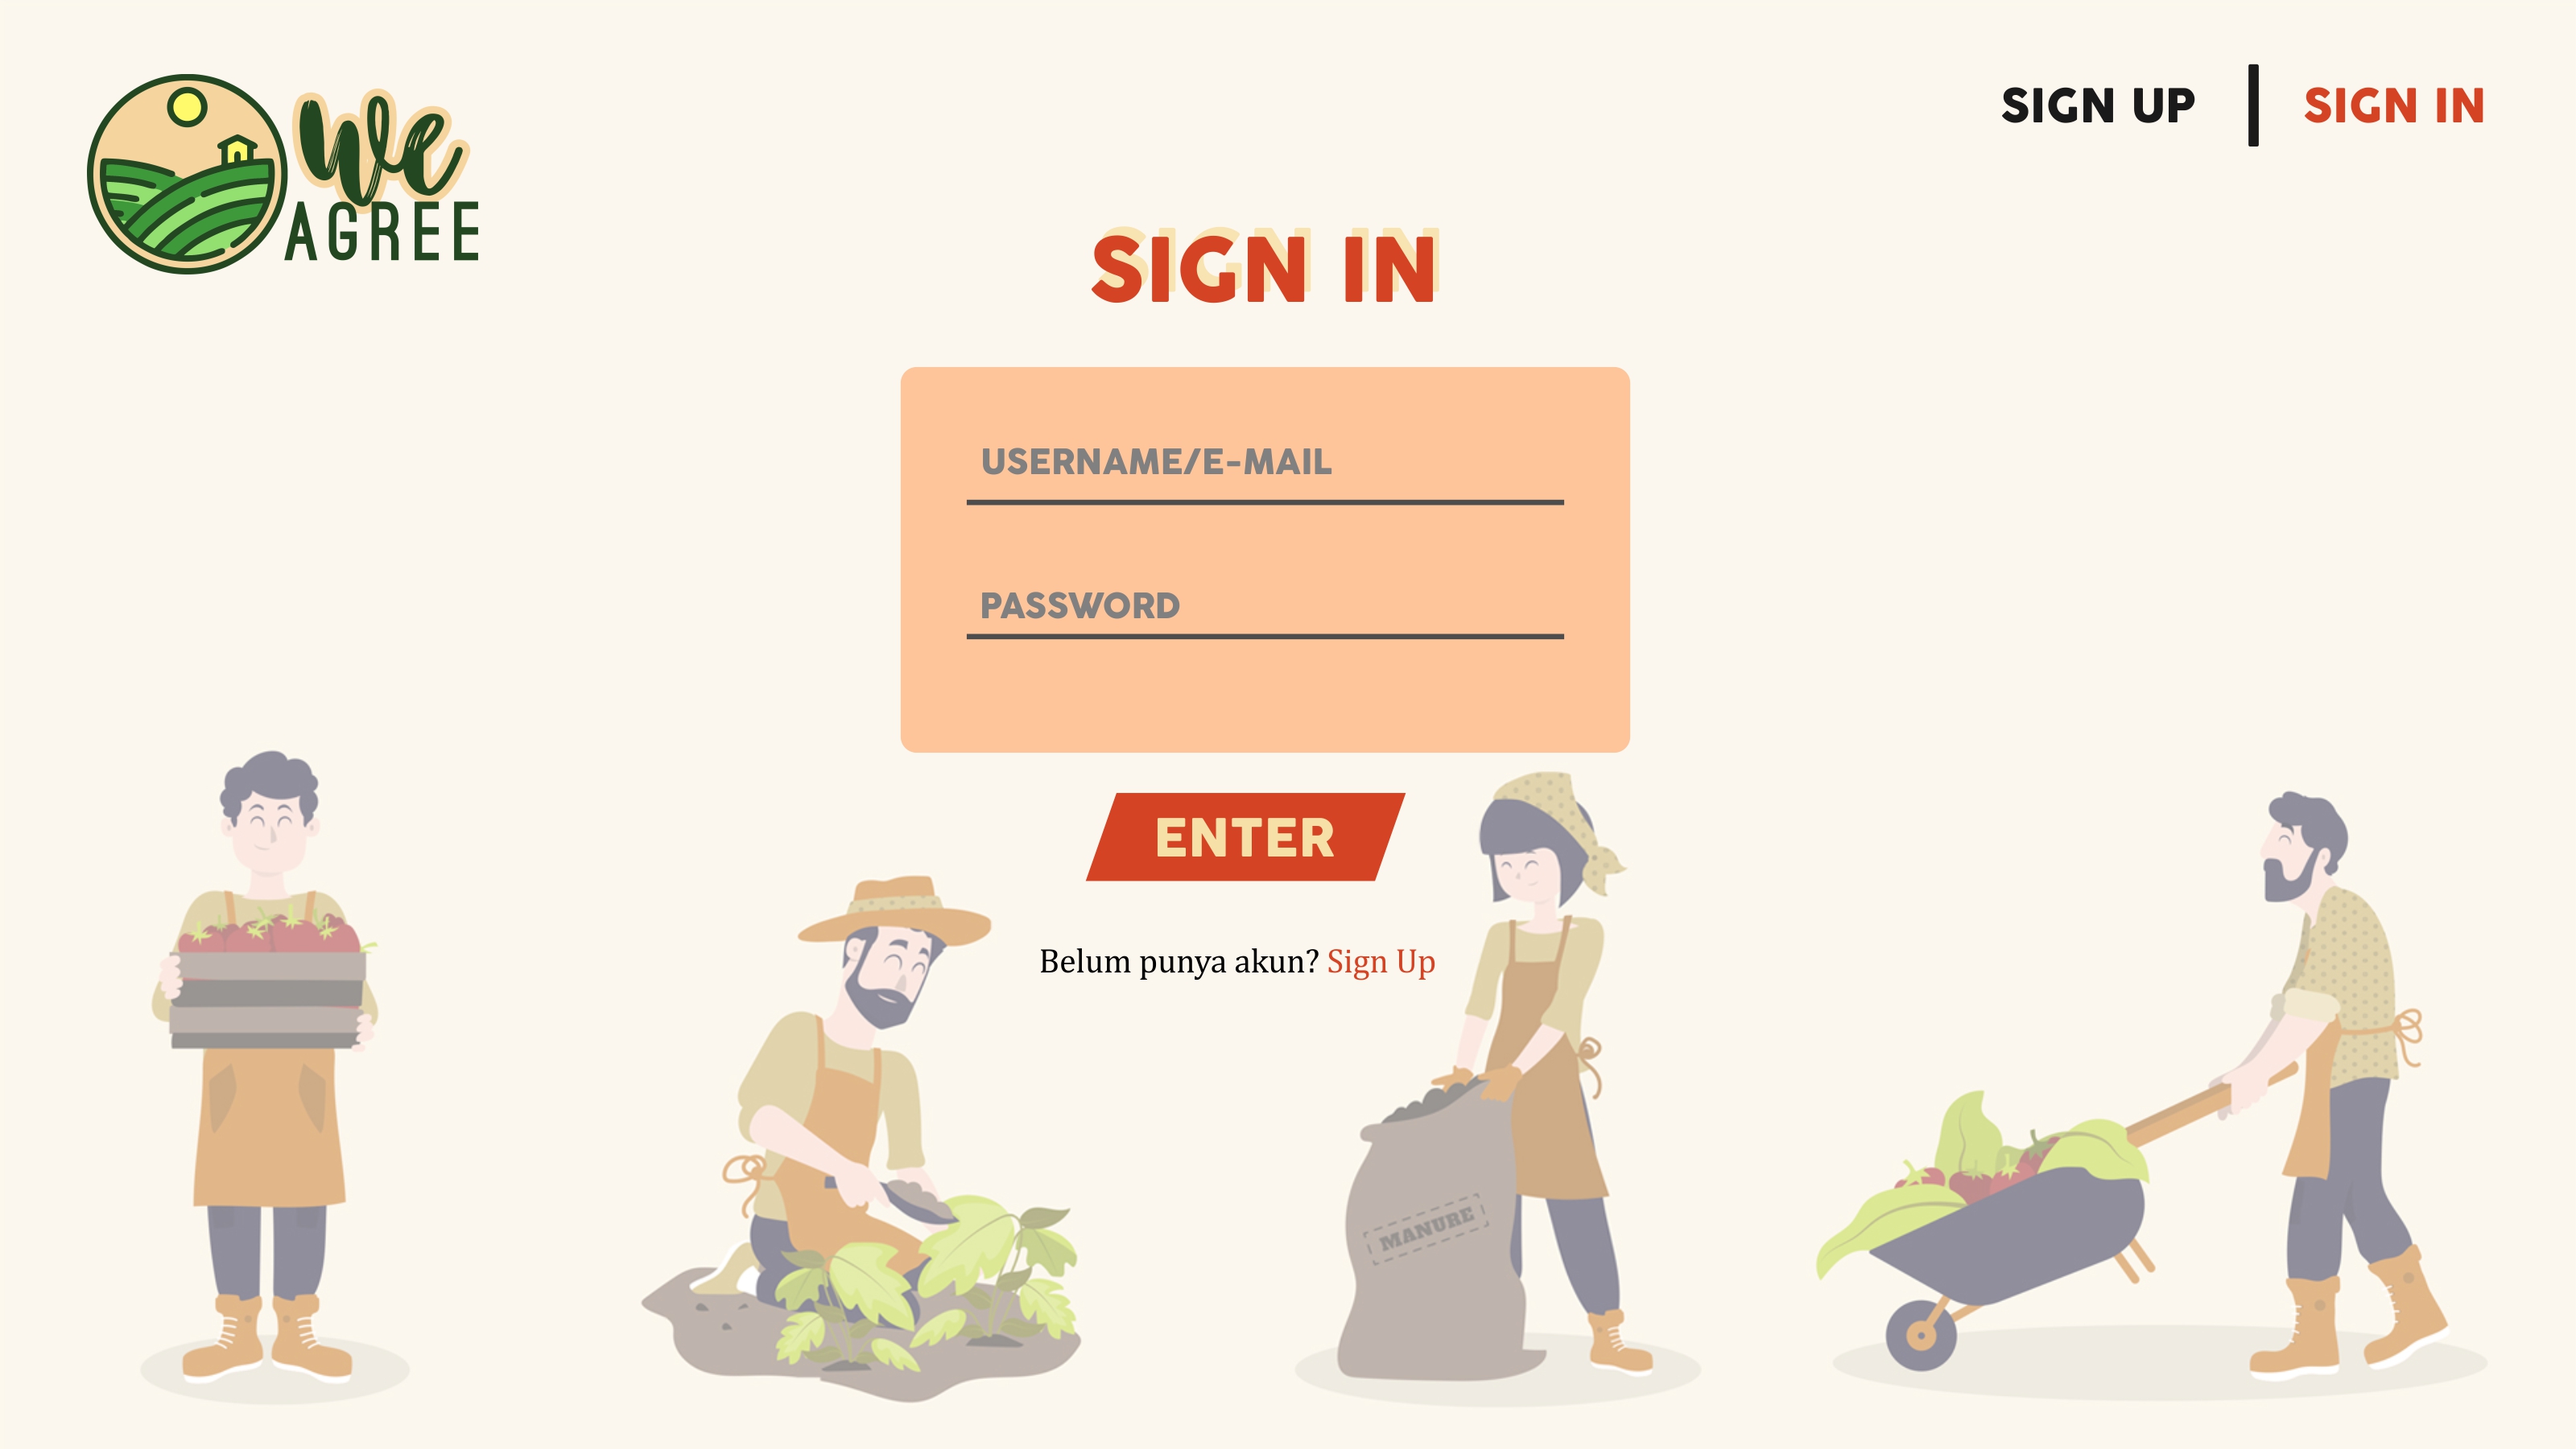 We
AGREE
SIGN UP | SIGN IN
SIGN IN
USERNAME/E-MAIL
PASSWORD
ENTER
Belum punya akun? Sign Up
MANURE